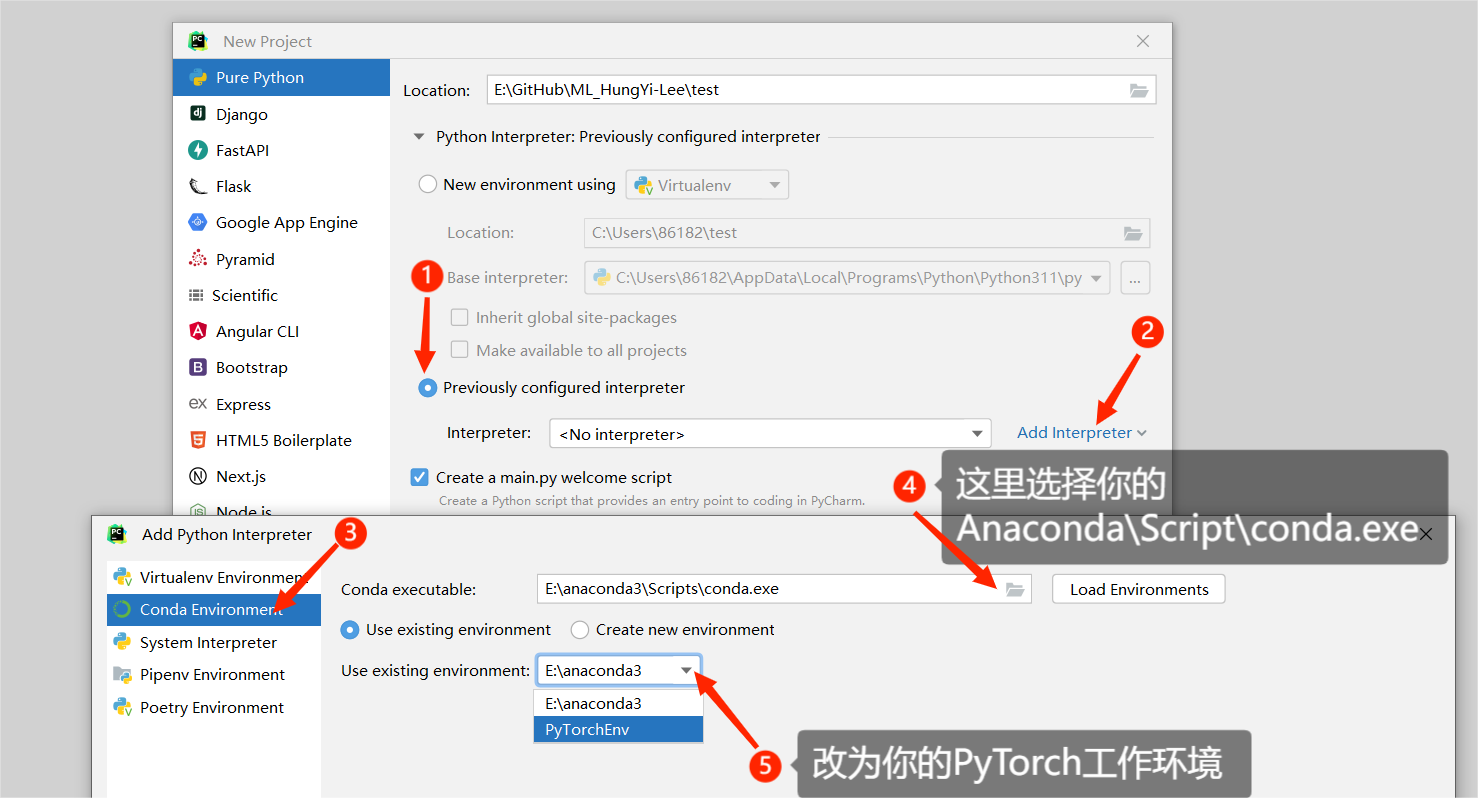 New Project
Pure Python
Django
FastAPI
Flask
Google App Engine
Pyramid
Scientific
Angular CLI
Bootstrap
Express
HTML5 Boilerplate
Next.js
Node.js
Location: E:\GitHub\ML_HungYi-Lee\test
Python Interpreter: Previously configured interpreter
New environment using Virtualenv
Location: C:\Users\86182\test
1
Base interpreter: C:\Users\86182\AppData\Local\Programs\Python\Python311\py ...
Inherit global site-packages
2
Make available to all projects
Previously configured interpreter
Interpreter: <No interpreter> Add Interpreter
Create a main.py welcome script
Create a Python script that provides an entry point to coding in PyCharm.
4
这里选择你的
Anaconda\Script\conda.exe
Add Python Interpreter
3
Virtualenv Environment
Conda Environment
System Interpreter
Pipenv Environment
Poetry Environment
Conda executable: E:\anaconda3\Scripts\conda.exe Load Environments
Use existing environment Create new environment
Use existing environment: E:\anaconda3
E:\anaconda3
PyTorchEnv
5
改为你的PyTorch工作环境